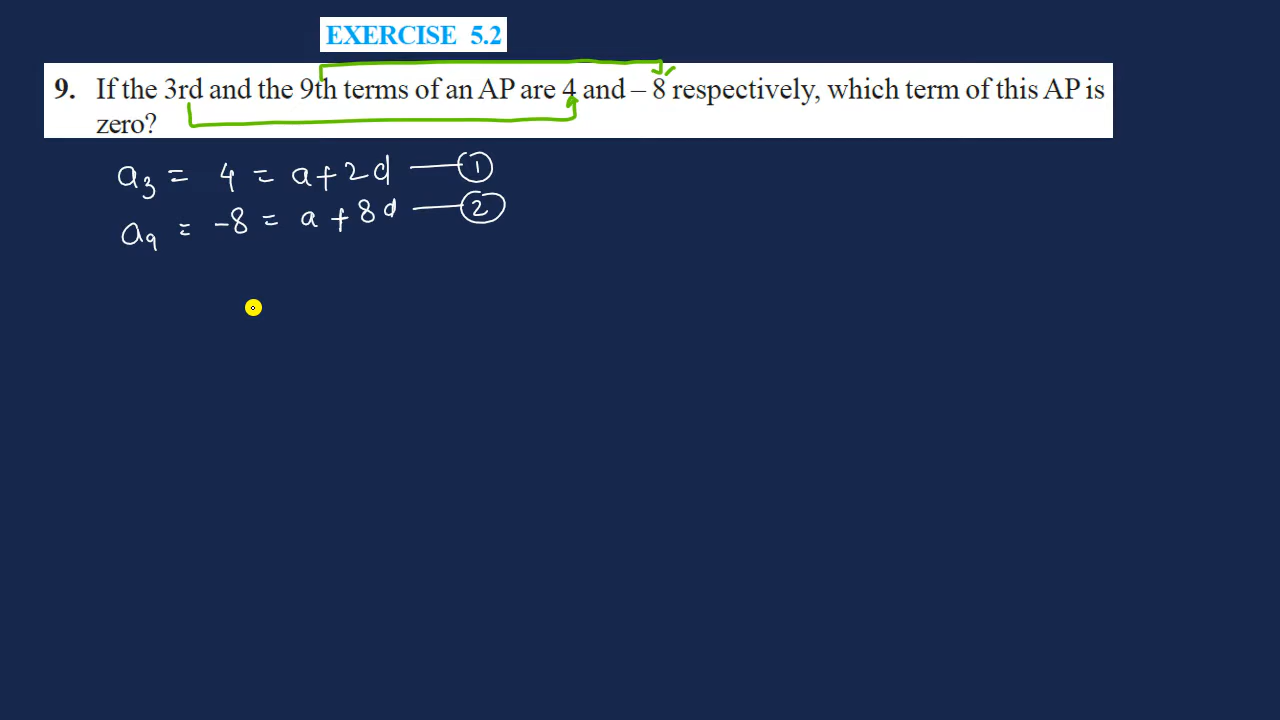 EXERCISE 5.2
9. If the 3rd and the 9th terms of an AP are 4 and – 8 respectively, which term of this AP is
zero?
a₃ = 4 = a + 2d — ①
a₉ = -8 = a + 8d — ②